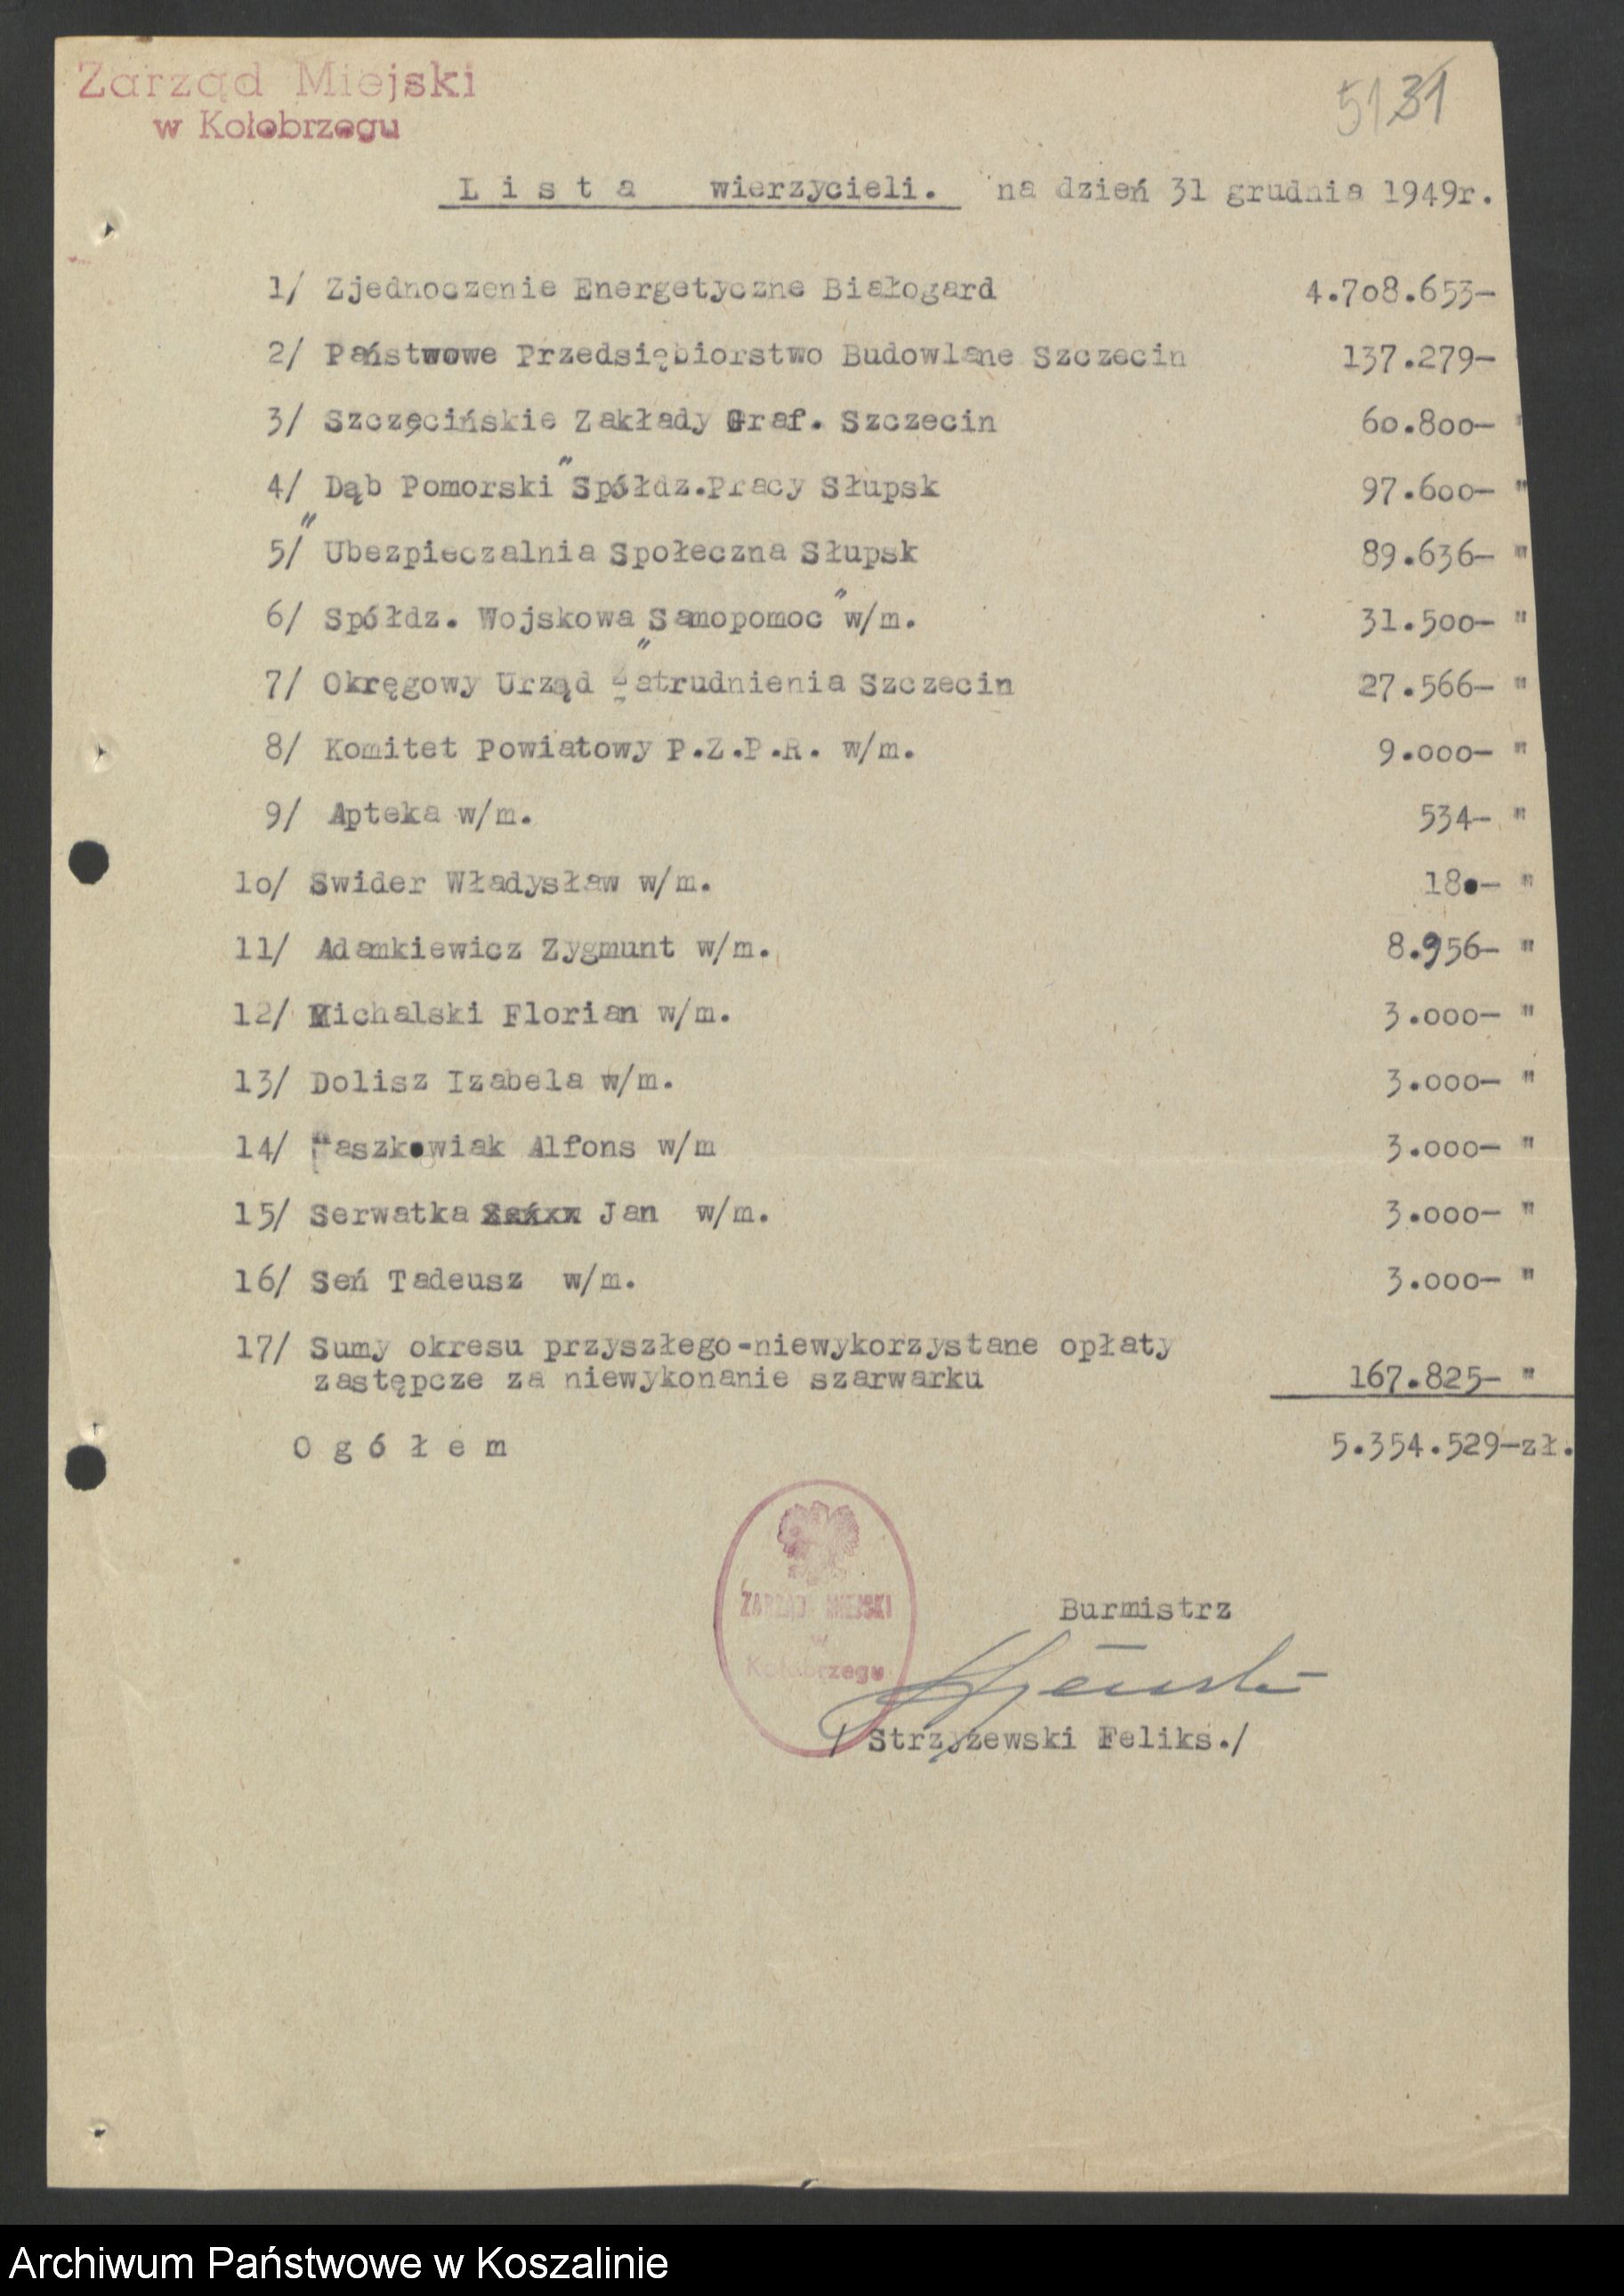 Zarząd Miejski
w Kołobrzegu
51 31
Lista wierzycieli. na dzień 31 grudnia 1949r.
1/ Zjednoczenie Energetyczne Białogard 4.708.653-
2/ Państwowe Przedsiębiorstwo Budowlane Szczecin 137.279-
3/ Szczęcińskie Zakłady Graf. Szczecin 60.800- "
4/ Dąb Pomorski" Spółdz.Pracy Słupsk 97.600- "
5/ "Ubezpieczalnia Społeczna Słupsk 89.636- "
6/ Spółdz. Wojskowa Samopomoc" w/m. 31.500- "
7/ Okręgowy Urząd "Zatrudnienia Szczecin 27.566- "
8/ Komitet Powiatowy P.Z.P.R. w/m. 9.000- "
9/ Apteka w/m. 534- "
10/ Swider Władysław w/m. 180- "
11/ Adamkiewicz Zygmunt w/m. 8.956- "
12/ Michalski Florian w/m. 3.000- "
13/ Dolisz Izabela w/m. 3.000- "
14/ Paszkowiak Alfons w/m 3.000- "
15/ Serwatka Jan w/m. 3.000- "
16/ Seń Tadeusz w/m. 3.000- "
17/ Sumy okresu przyszłego-niewykorzystane opłaty
zastępcze za niewykonanie szarwarku 167.825- "
Ogółem 5.354.529-zł.
ZARZĄD MIEJSKI
w
Kołobrzegu
Burmistrz
/Strzyżewski Feliks./
Archiwum Państwowe w Koszalinie